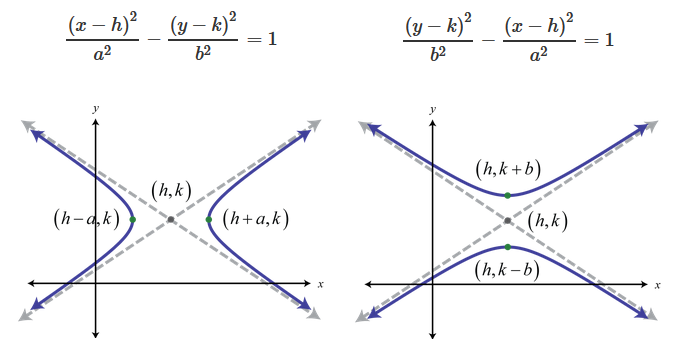 (x − h)²/a² − (y − k)²/b² = 1
(y − k)²/b² − (x − h)²/a² = 1
y
(h,k)
(h−a,k)
(h+a,k)
x
y
(h,k+b)
(h,k)
(h,k−b)
x